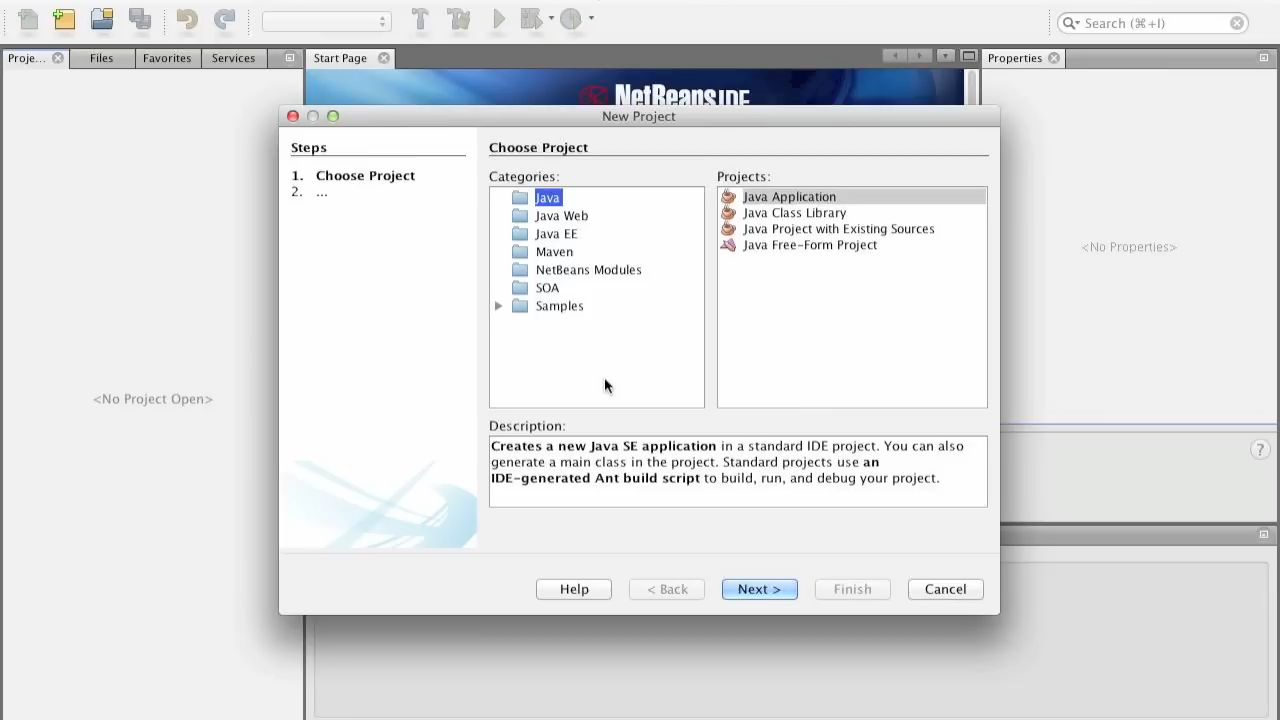 Search (⌘+I)
Proje...
Files
Favorites
Services
Start Page
Properties
NetBeans IDE
New Project
Steps
1. Choose Project
2. ...
Choose Project
Categories:
Java
Java Web
Java EE
Maven
NetBeans Modules
SOA
Samples
Projects:
Java Application
Java Class Library
Java Project with Existing Sources
Java Free-Form Project
<No Properties>
<No Project Open>
Description:
Creates a new Java SE application in a standard IDE project. You can also
generate a main class in the project. Standard projects use an
IDE-generated Ant build script to build, run, and debug your project.
?
Help
< Back
Next >
Finish
Cancel